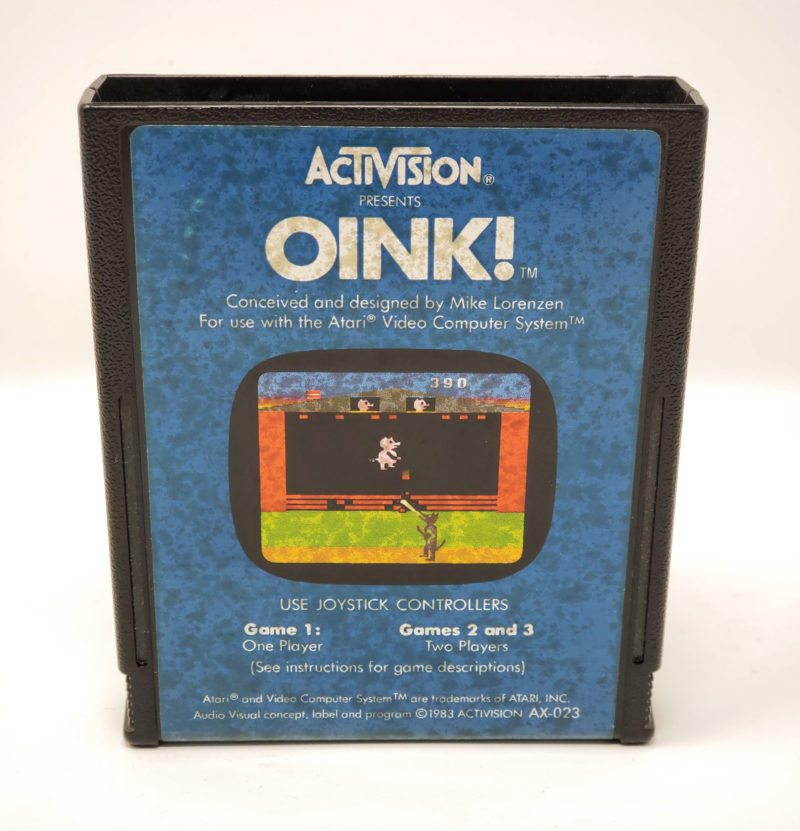 ACTIVISION®
PRESENTS
OINK!™
Conceived and designed by Mike Lorenzen
For use with the Atari® Video Computer System™
390
USE JOYSTICK CONTROLLERS
Game 1: Games 2 and 3
One Player Two Players
(See instructions for game descriptions)
Atari® and Video Computer System™ are trademarks of ATARI, INC.
Audio Visual concept, label and program ©1983 ACTIVISION AX-023